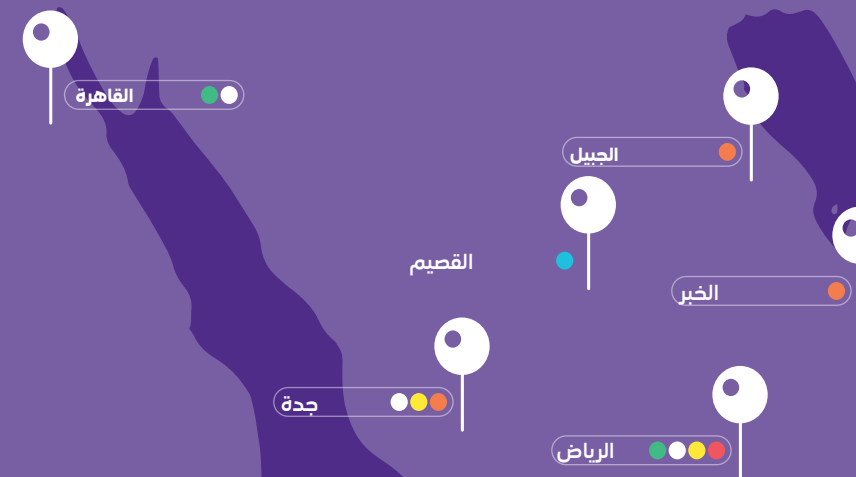 القاهرة
الجبيل
القصيم
الخبر
جدة
الرياض